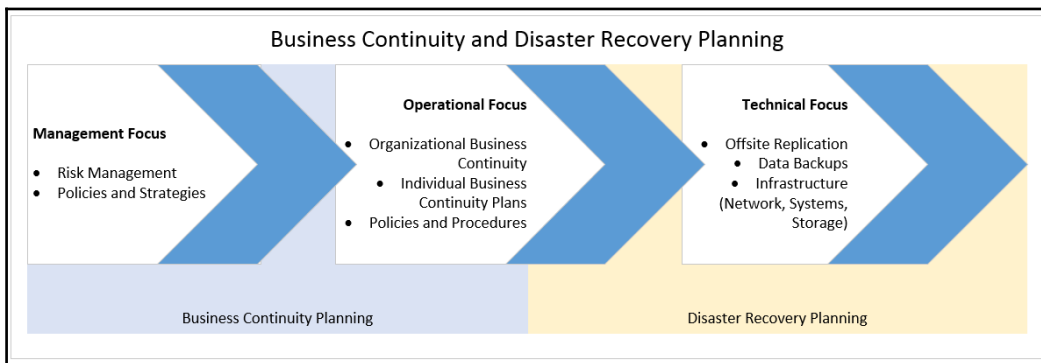 Business Continuity and Disaster Recovery Planning
Management Focus
• Risk Management
• Policies and Strategies
Operational Focus
• Organizational Business
Continuity
• Individual Business
Continuity Plans
• Policies and Procedures
Technical Focus
• Offsite Replication
• Data Backups
• Infrastructure
(Network, Systems,
Storage)
Business Continuity Planning
Disaster Recovery Planning